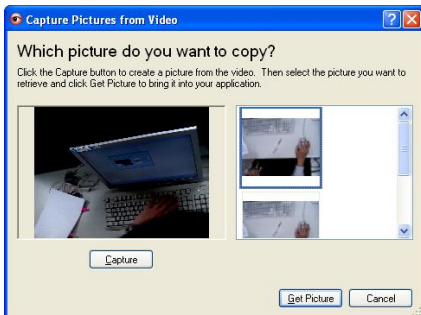 Capture Pictures from Video
Which picture do you want to copy?
Click the Capture button to create a picture from the video. Then select the picture you want to
retrieve and click Get Picture to bring it into your application.
Capture
Get Picture
Cancel